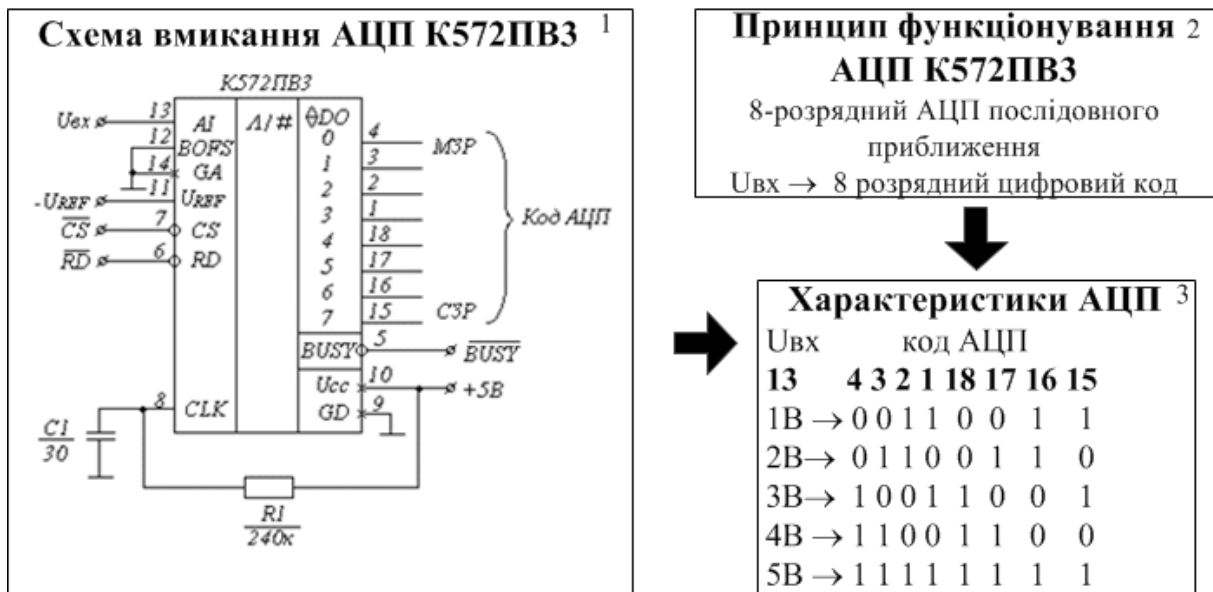 Схема вмикання АЦП К572ПВ3 1
К572ПВ3
Uвх 13 AI Λ/# DO
12 BOFS 0 4 МЗР
14 GA 1 3
-UREF 11 UREF 2 2
CS 7 CS 3 1 Код АЦП
RD 6 RD 4 18
5 17
6 16
7 15 СЗР
BUSY 5 BUSY
Ucc 10 +5В
8 CLK GD 9
C1
30
R1
240к
Принцип функціонування 2
АЦП К572ПВ3
8-розрядний АЦП послідовного
приближення
Uвх → 8 розрядний цифровий код
Характеристики АЦП 3
Uвх код АЦП
13 4 3 2 1 18 17 16 15
1В → 0 0 1 1 0 0 1 1
2В→ 0 1 1 0 0 1 1 0
3В→ 1 0 0 1 1 0 0 1
4В → 1 1 0 0 1 1 0 0
5В → 1 1 1 1 1 1 1 1